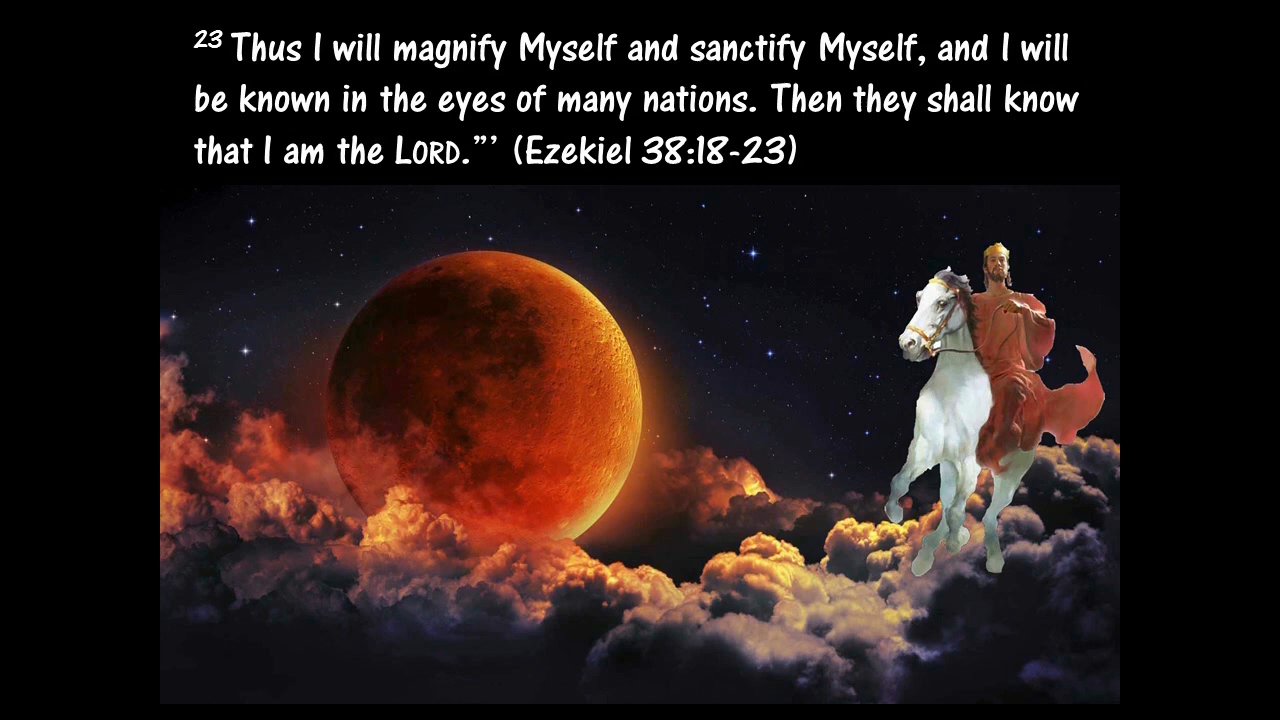 23 Thus I will magnify Myself and sanctify Myself, and I will
be known in the eyes of many nations. Then they shall know
that I am the LORD.”’ (Ezekiel 38:18-23)